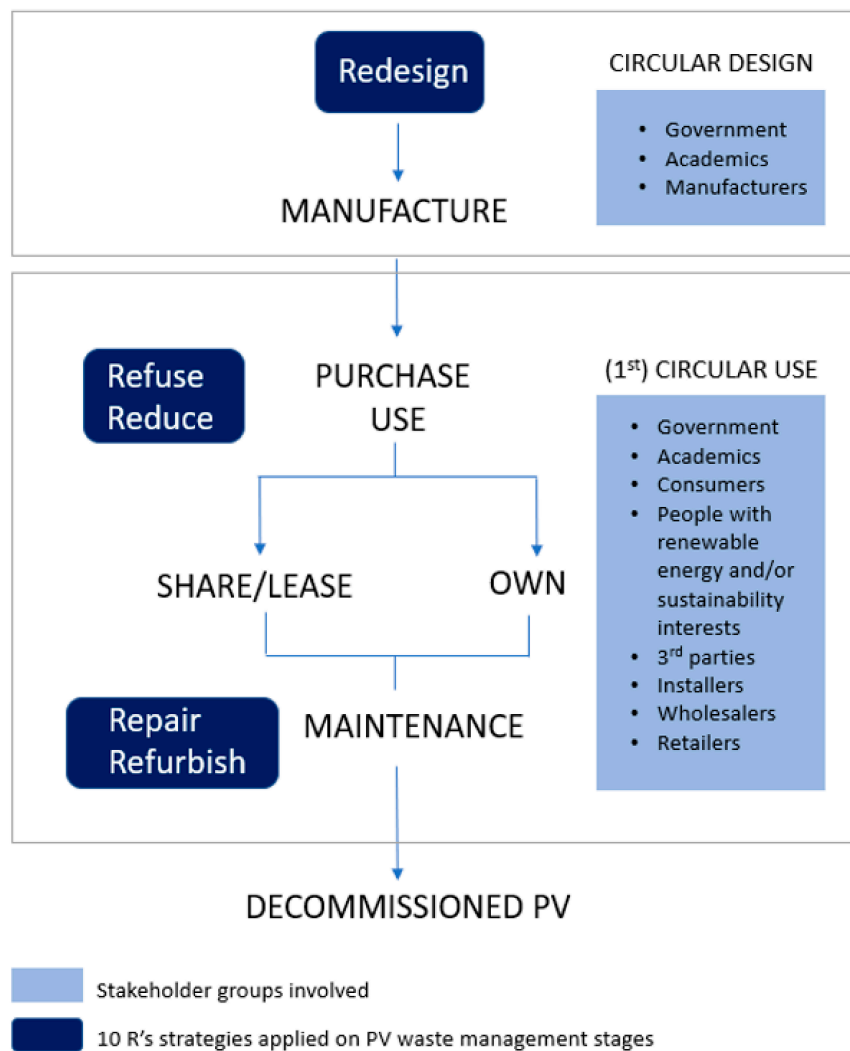 Redesign
MANUFACTURE
CIRCULAR DESIGN
• Government
• Academics
• Manufacturers
Refuse
Reduce
PURCHASE
USE
SHARE/LEASE
OWN
Repair
Refurbish
MAINTENANCE
(1st) CIRCULAR USE
• Government
• Academics
• Consumers
• People with
renewable
energy and/or
sustainability
interests
• 3rd parties
• Installers
• Wholesalers
• Retailers
DECOMMISSIONED PV
Stakeholder groups involved
10 R's strategies applied on PV waste management stages